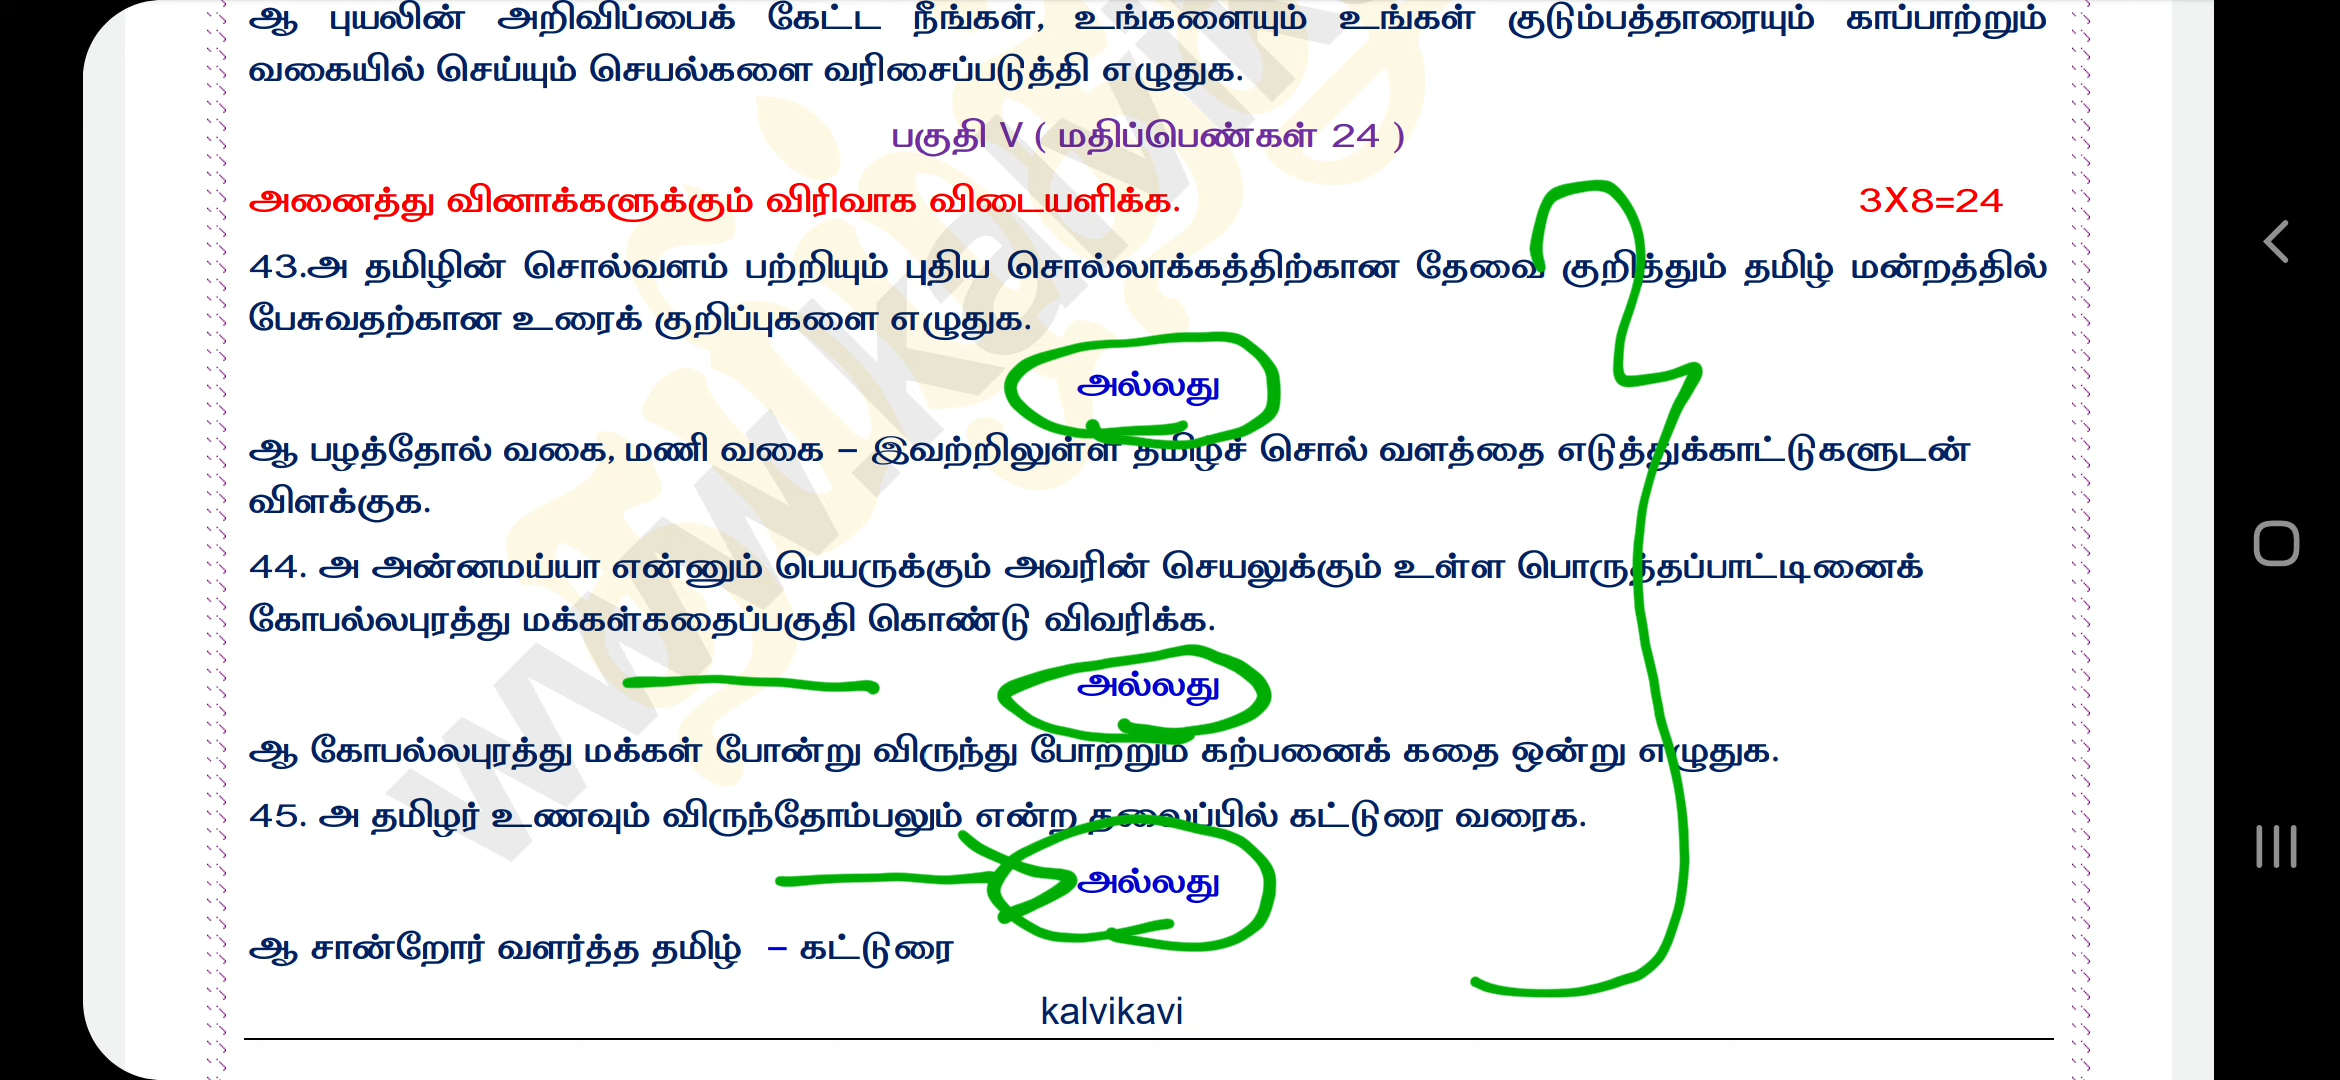 ஆ புயலின் அறிவிப்பைக் கேட்ட நீங்கள், உங்களையும் உங்கள் குடும்பத்தாரையும் காப்பாற்றும்
வகையில் செய்யும் செயல்களை வரிசைப்படுத்தி எழுதுக.
பகுதி V ( மதிப்பெண்கள் 24 )
அனைத்து வினாக்களுக்கும் விரிவாக விடையளிக்க. 3X8=24
43.அ தமிழின் சொல்வளம் பற்றியும் புதிய சொல்லாக்கத்திற்கான தேவை குறித்தும் தமிழ் மன்றத்தில்
பேசுவதற்கான உரைக் குறிப்புகளை எழுதுக.
அல்லது
ஆ பழத்தோல் வகை, மணி வகை – இவற்றிலுள்ள தமிழ்ச் சொல் வளத்தை எடுத்துக்காட்டுகளுடன்
விளக்குக.
44. அ அன்னமய்யா என்னும் பெயருக்கும் அவரின் செயலுக்கும் உள்ள பொருத்தப்பாட்டினைக்
கோபல்லபுரத்து மக்கள்கதைப்பகுதி கொண்டு விவரிக்க.
அல்லது
ஆ கோபல்லபுரத்து மக்கள் போன்று விருந்து போற்றும் கற்பனைக் கதை ஒன்று எழுதுக.
45. அ தமிழர் உணவும் விருந்தோம்பலும் என்ற தலைப்பில் கட்டுரை வரைக.
அல்லது
ஆ சான்றோர் வளர்த்த தமிழ் – கட்டுரை
kalvikavi